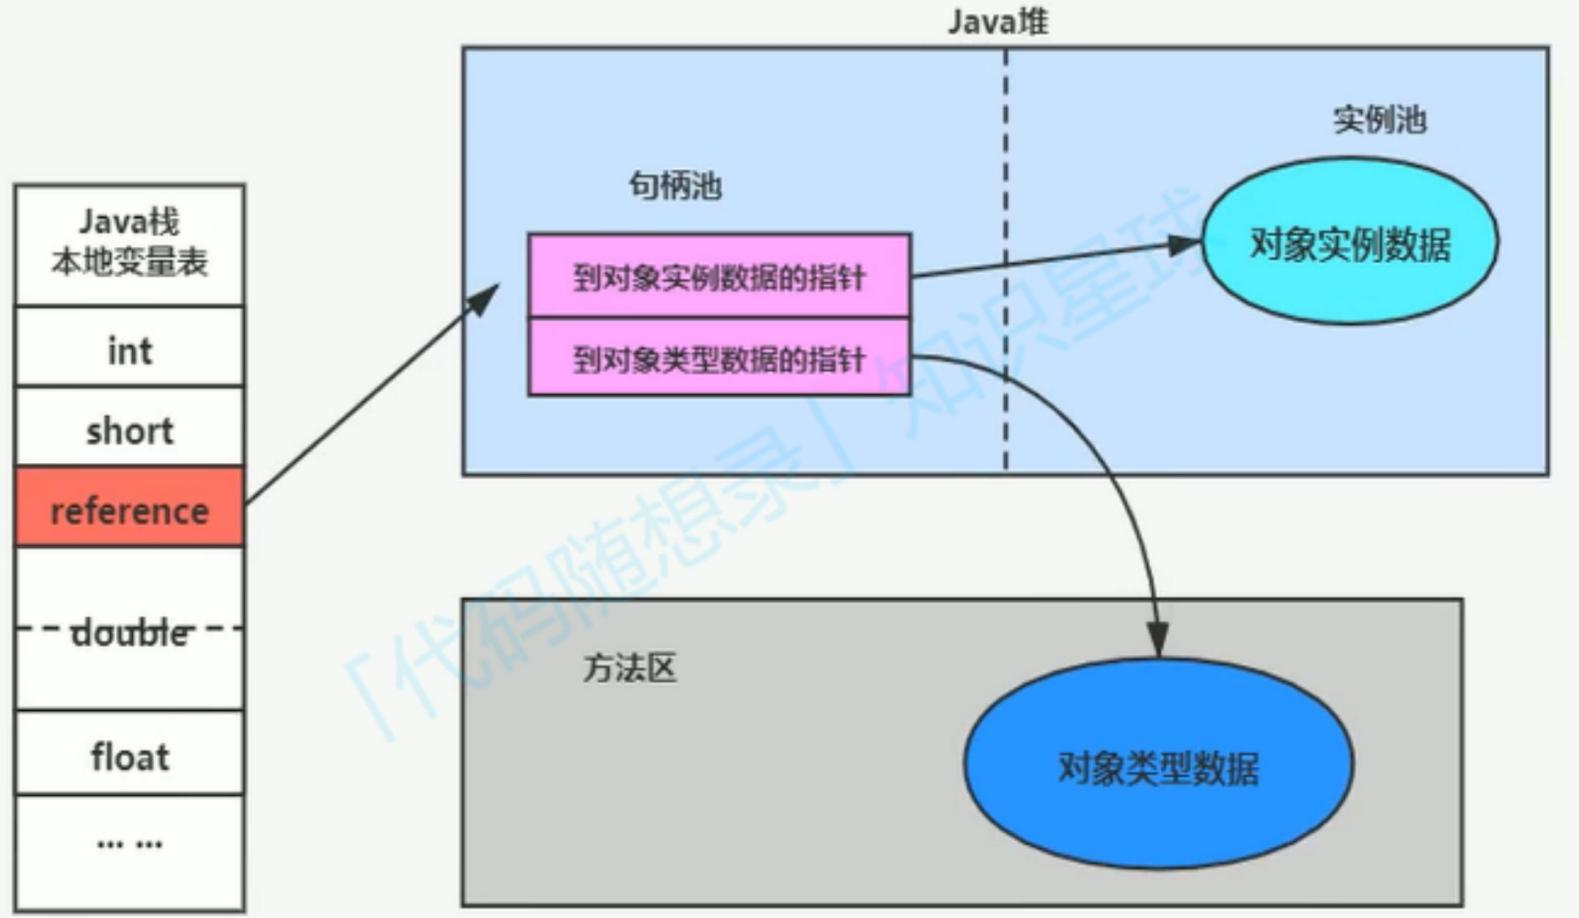 Java堆
实例池
句柄池
Java栈
本地变量表
到对象实例数据的指针
对象实例数据
int
到对象类型数据的指针
short
reference
double
方法区
float
对象类型数据
... ...
「代码随想录」知识星球